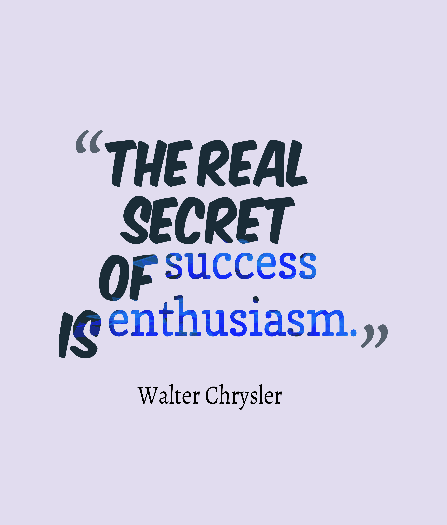 “THE REAL
SECRET
OF success
IS enthusiasm.”
Walter Chrysler